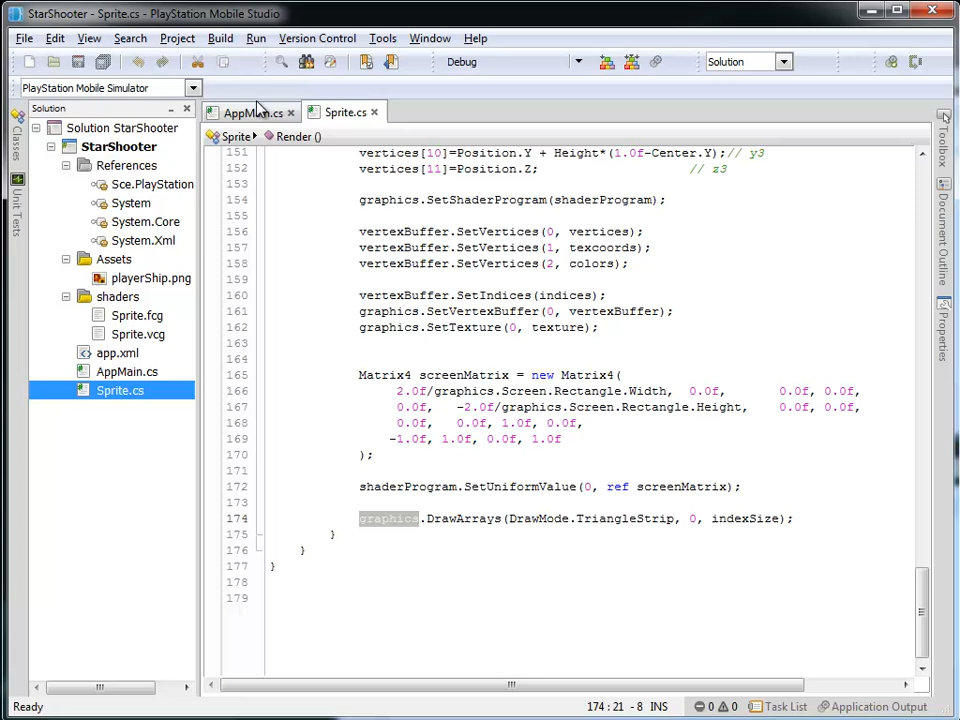 StarShooter - Sprite.cs - PlayStation Mobile Studio
File Edit View Search Project Build Run Version Control Tools Window Help
Debug Solution
PlayStation Mobile Simulator
Solution
AppMain.cs Sprite.cs
Sprite Render ()
Classes
Unit Tests
Solution StarShooter
StarShooter
References
Sce.PlayStation
System
System.Core
System.Xml
Assets
playerShip.png
shaders
Sprite.fcg
Sprite.vcg
app.xml
AppMain.cs
Sprite.cs
151 vertices[10]=Position.Y + Height*(1.0f-Center.Y);// y3
152 vertices[11]=Position.Z; // z3
153
154 graphics.SetShaderProgram(shaderProgram);
155
156 vertexBuffer.SetVertices(0, vertices);
157 vertexBuffer.SetVertices(1, texcoords);
158 vertexBuffer.SetVertices(2, colors);
159
160 vertexBuffer.SetIndices(indices);
161 graphics.SetVertexBuffer(0, vertexBuffer);
162 graphics.SetTexture(0, texture);
163
164
165 Matrix4 screenMatrix = new Matrix4(
166 2.0f/graphics.Screen.Rectangle.Width, 0.0f, 0.0f, 0.0f,
167 0.0f, -2.0f/graphics.Screen.Rectangle.Height, 0.0f, 0.0f,
168 0.0f, 0.0f, 1.0f, 0.0f,
169 -1.0f, 1.0f, 0.0f, 1.0f
170 );
171
172 shaderProgram.SetUniformValue(0, ref screenMatrix);
173
174 graphics.DrawArrays(DrawMode.TriangleStrip, 0, indexSize);
175 }
176 }
177 }
178
179
Toolbox
Document Outline
Properties
Ready 174 : 21 - 8 INS 0 0 Task List Application Output